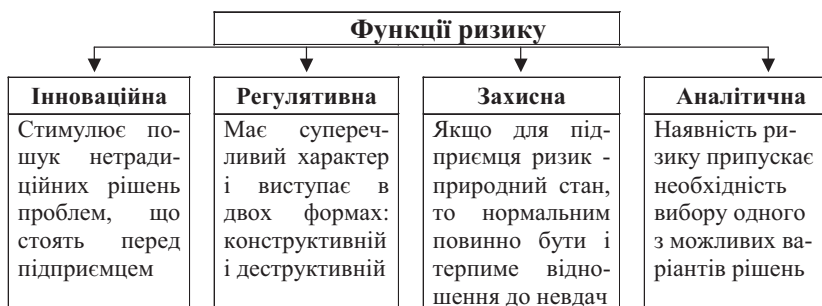 Функції ризику
Інноваційна
Стимулює по-
шук нетради-
ційних рішень
проблем, що
стоять перед
підприємцем
Регулятивна
Має супереч-
ливий характер
і виступає в
двох формах:
конструктивній
і деструктивній
Захисна
Якщо для під-
приємця ризик -
природний стан,
то нормальним
повинно бути і
терпиме відно-
шення до невдач
Аналітична
Наявність ри-
зику припускає
необхідність
вибору одного
з можливих ва-
ріантів рішень